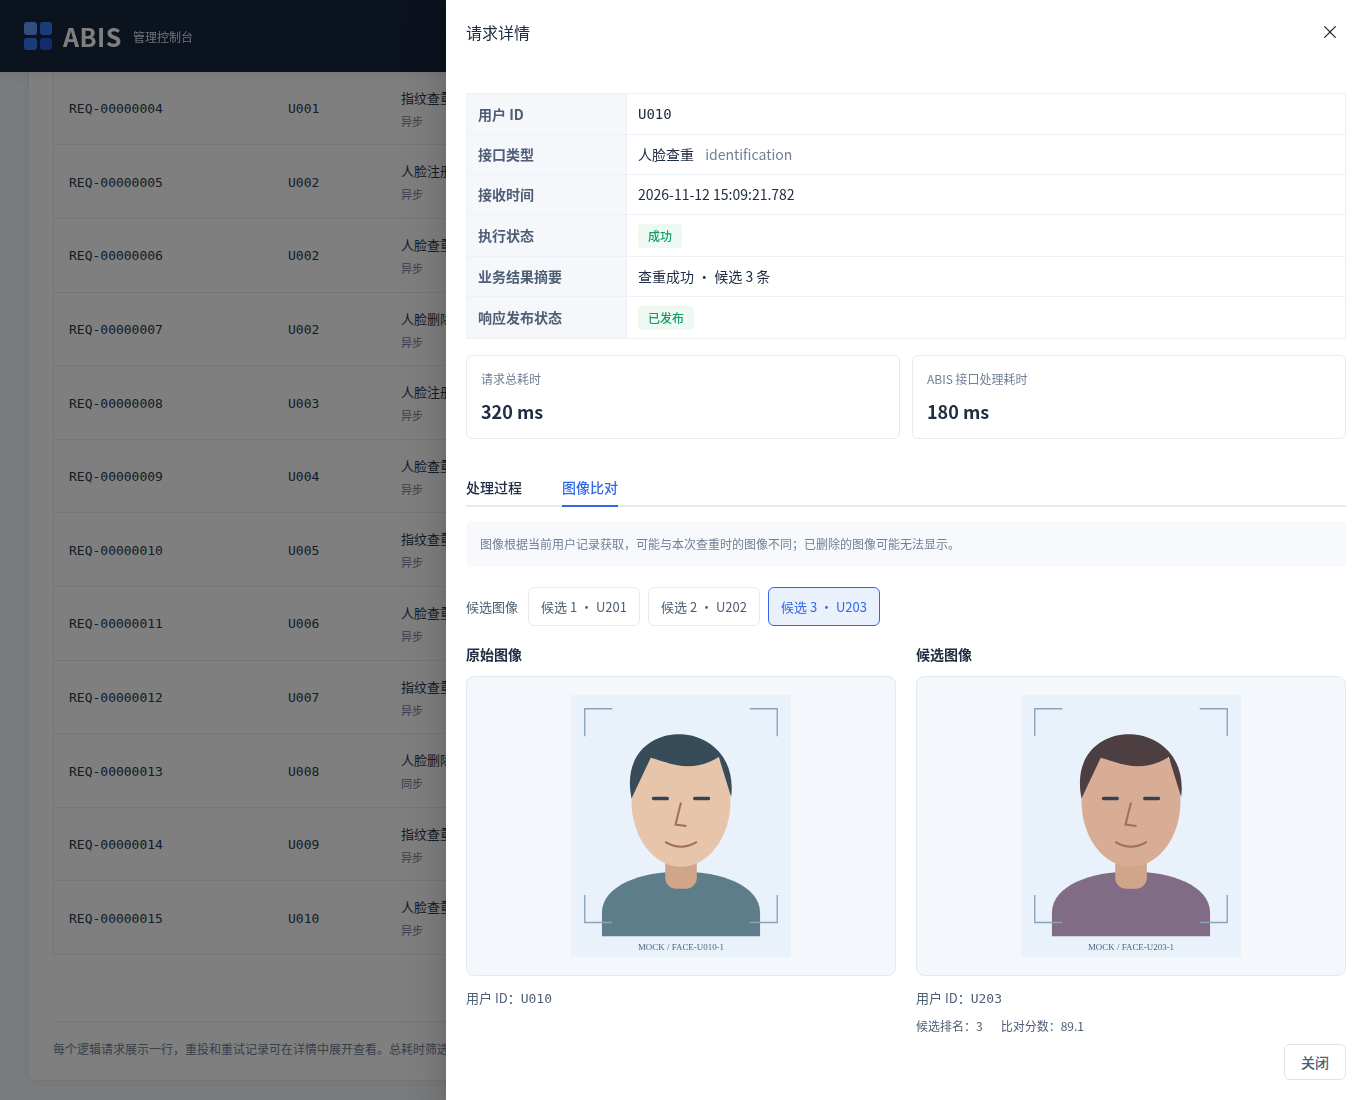 ABIS 管理控制台
REQ-00000004 U001 指纹查重
异步
REQ-00000005 U002 人脸注册
异步
REQ-00000006 U002 人脸查重
异步
REQ-00000007 U002 人脸删除
异步
REQ-00000008 U003 人脸注册
异步
REQ-00000009 U004 人脸查重
异步
REQ-00000010 U005 指纹查重
异步
REQ-00000011 U006 人脸查重
异步
REQ-00000012 U007 指纹查重
异步
REQ-00000013 U008 人脸删除
同步
REQ-00000014 U009 指纹查重
异步
REQ-00000015 U010 人脸查重
异步
每个逻辑请求展示一行，重投和重试记录可在详情中展开查看。总耗时筛选
请求详情
用户 ID U010
接口类型 人脸查重 identification
接收时间 2026-11-12 15:09:21.782
执行状态 成功
业务结果摘要 查重成功 · 候选 3 条
响应发布状态 已发布
请求总耗时
320 ms
ABIS 接口处理耗时
180 ms
处理过程 图像比对
图像根据当前用户记录获取，可能与本次查重时的图像不同；已删除的图像可能无法显示。
候选图像 候选 1 · U201 候选 2 · U202 候选 3 · U203
原始图像
MOCK / FACE-U010-1
用户 ID：U010
候选图像
MOCK / FACE-U203-1
用户 ID：U203
候选排名：3 比对分数：89.1
关闭